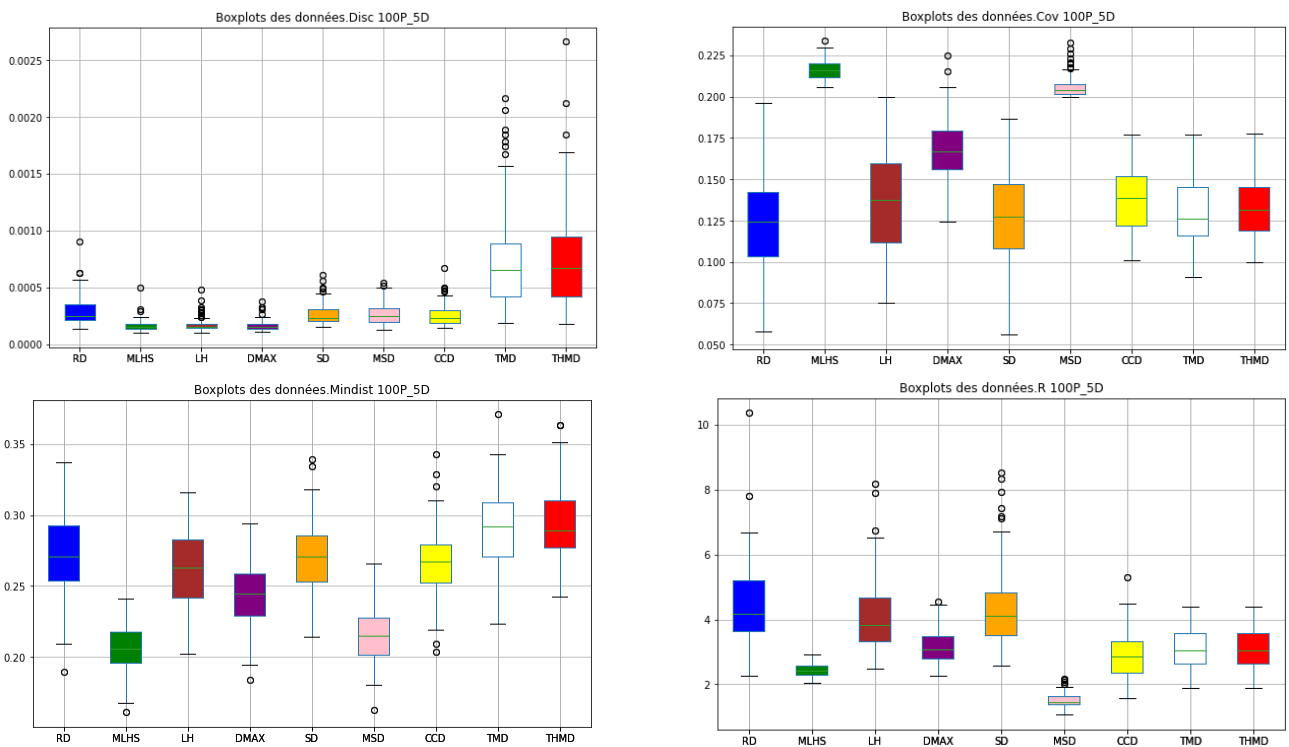 Boxplots des données.Disc 100P_5D
0.0025
0.0020
0.0015
0.0010
0.0005
0.0000
RD MLHS LH DMAX SD MSD CCD TMD THMD
Boxplots des données.Cov 100P_5D
0.225
0.200
0.175
0.150
0.125
0.100
0.075
0.050
RD MLHS LH DMAX SD MSD CCD TMD THMD
Boxplots des données.Mindist 100P_5D
0.35
0.30
0.25
0.20
RD MLHS LH DMAX SD MSD CCD TMD THMD
Boxplots des données.R 100P_5D
10
8
6
4
2
RD MLHS LH DMAX SD MSD CCD TMD THMD